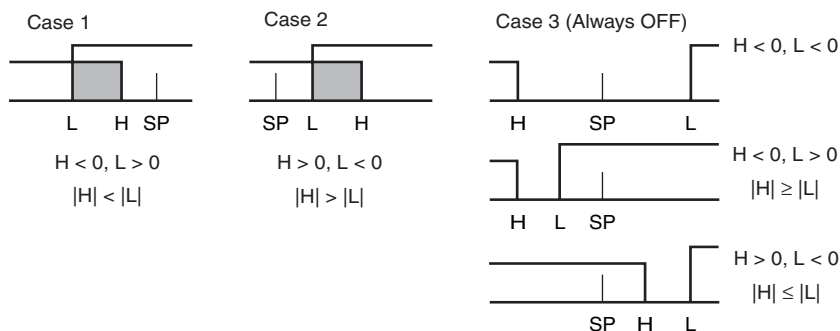 Case 1
L H SP
H < 0, L > 0
|H| < |L|
Case 2
SP L H
H > 0, L < 0
|H| > |L|
Case 3 (Always OFF)
H < 0, L < 0
H SP L
H < 0, L > 0
|H| ≥ |L|
H L SP
H > 0, L < 0
|H| ≤ |L|
SP H L